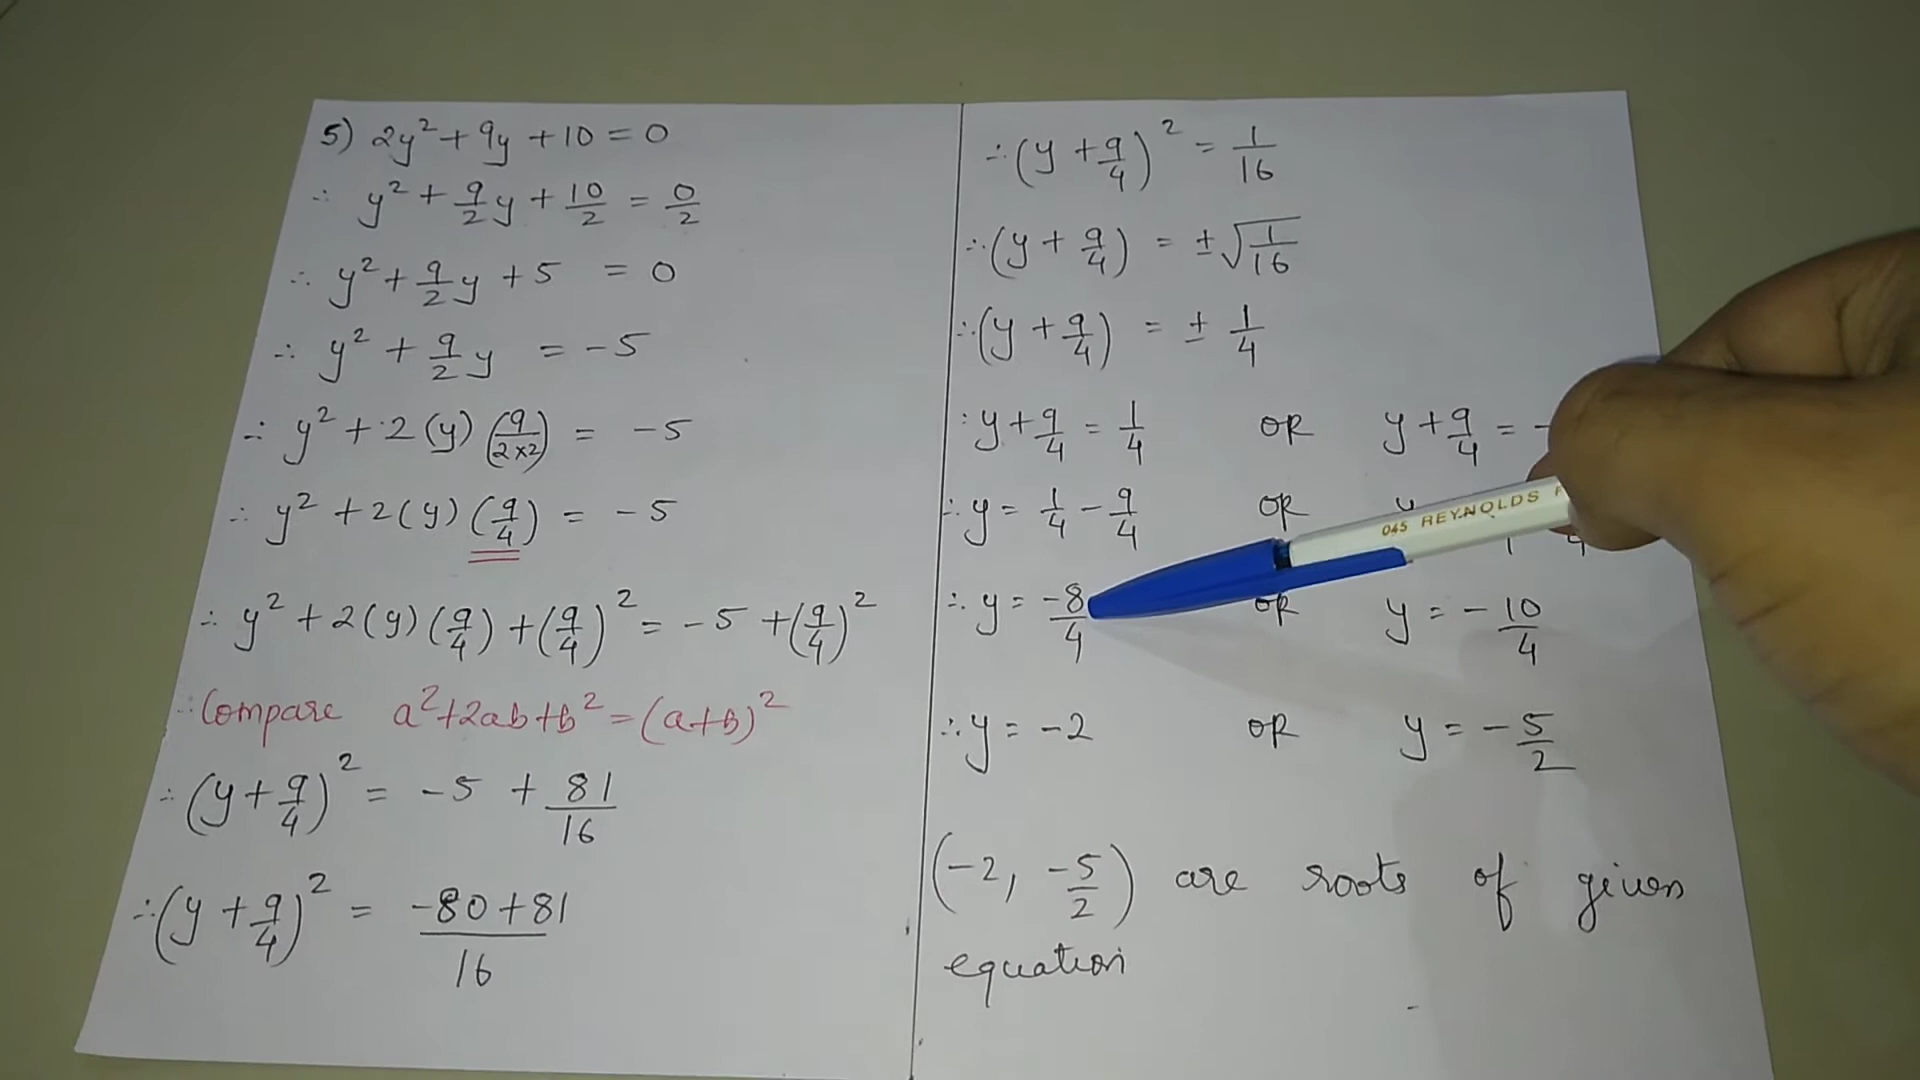 5) 2y² + 9y + 10 = 0
∴ y² + 9/2 y + 10/2 = 0/2
∴ y² + 9/2 y + 5 = 0
∴ y² + 9/2 y = -5
∴ y² + 2(y)(9/2×2) = -5
∴ y² + 2(y)(9/4) = -5
∴ y² + 2(y)(9/4) + (9/4)² = -5 + (9/4)²
∴ Compare a²+2ab+b² = (a+b)²
∴ (y + 9/4)² = -5 + 81/16
∴ (y + 9/4)² = -80+81/16
∴ (y + 9/4)² = 1/16
∴ (y + 9/4) = ± √1/16
∴ (y + 9/4) = ± 1/4
∴ y + 9/4 = 1/4 or y + 9/4 = -
∴ y = 1/4 - 9/4 or y
∴ y = -8/4 or y = -10/4
∴ y = -2 or y = -5/2
(-2, -5/2) are roots of given
equation
045 REYNOLDS